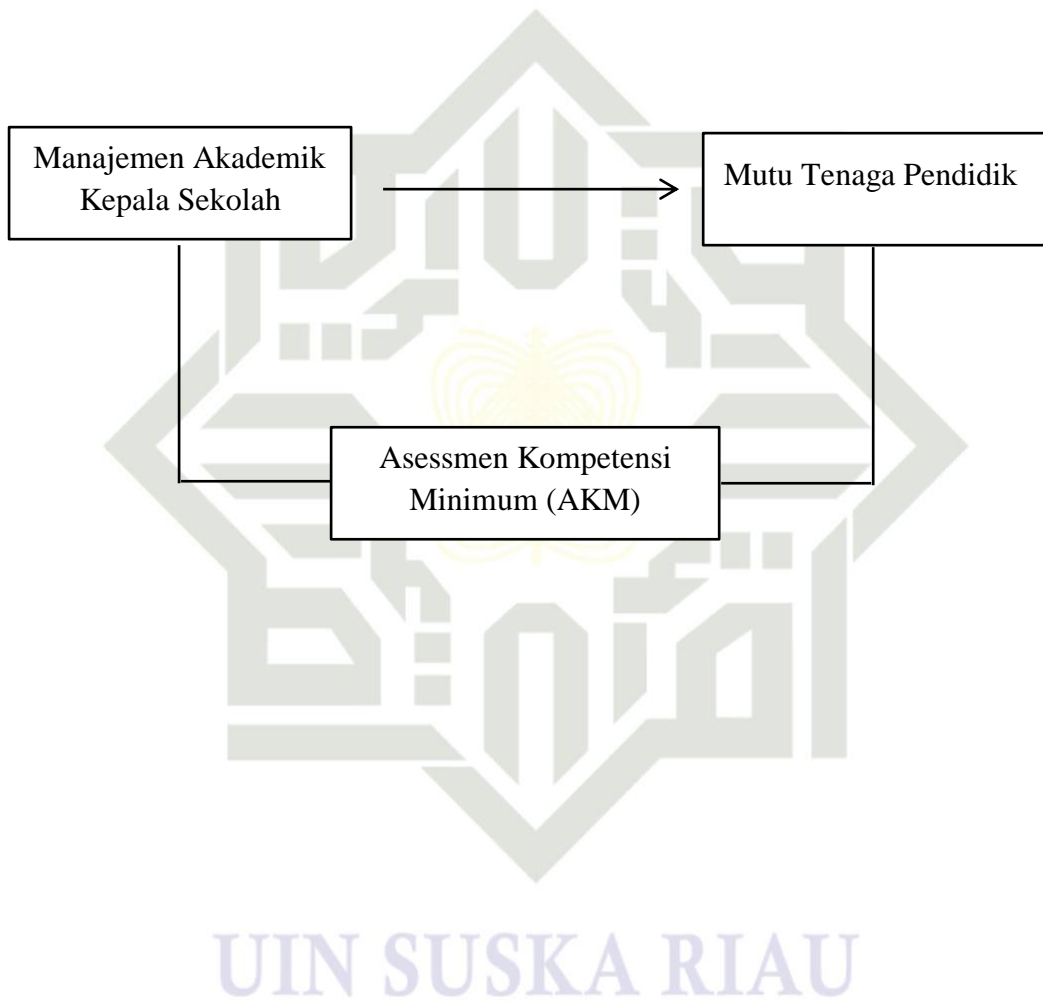 Manajemen Akademik
Kepala Sekolah
Mutu Tenaga Pendidik
Asessmen Kompetensi
Minimum (AKM)
UIN SUSKA RIAU